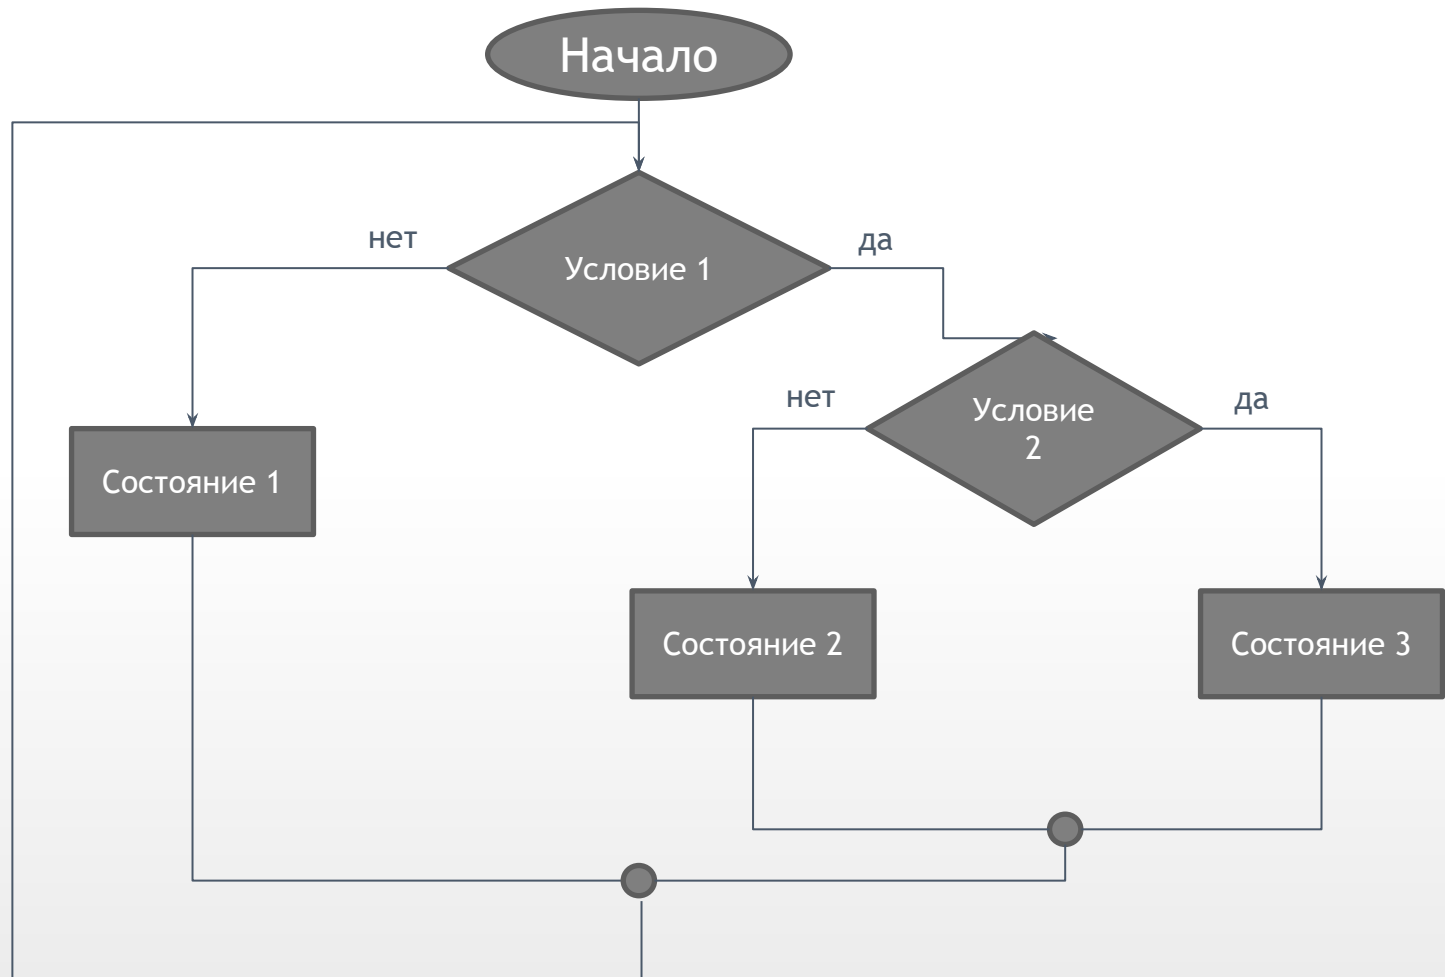 Начало
нет
да
Условие 1
нет
да
Условие
2
Состояние 1
Состояние 2
Состояние 3